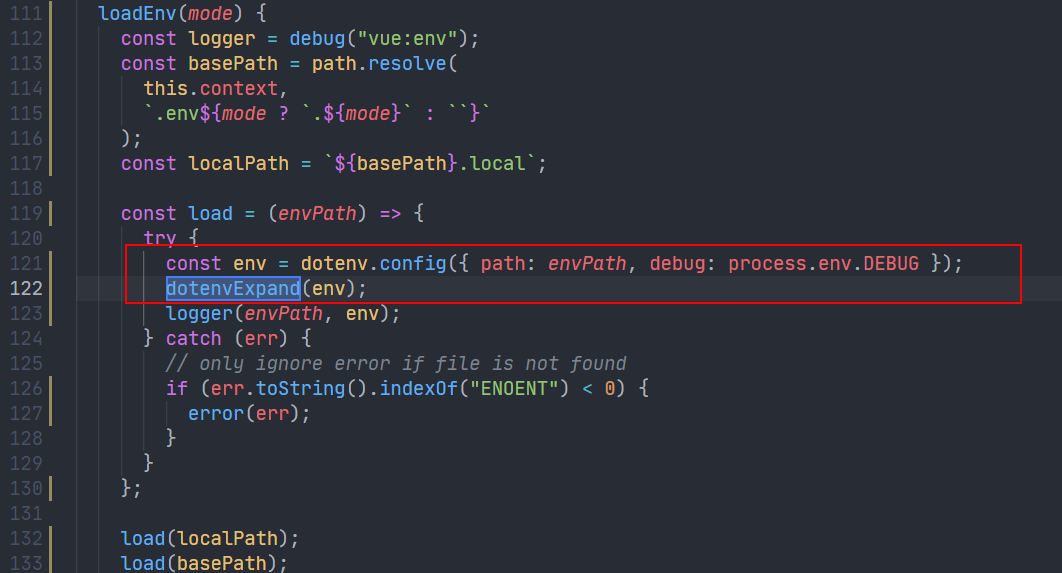 111 loadEnv(mode) {
112 const logger = debug("vue:env");
113 const basePath = path.resolve(
114 this.context,
115 `.env${mode ? `.${mode}` : ``}`
116 );
117 const localPath = `${basePath}.local`;
118
119 const load = (envPath) => {
120 try {
121 const env = dotenv.config({ path: envPath, debug: process.env.DEBUG });
122 dotenvExpand(env);
123 logger(envPath, env);
124 } catch (err) {
125 // only ignore error if file is not found
126 if (err.toString().indexOf("ENOENT") < 0) {
127 error(err);
128 }
129 }
130 };
131
132 load(localPath);
133 load(basePath);